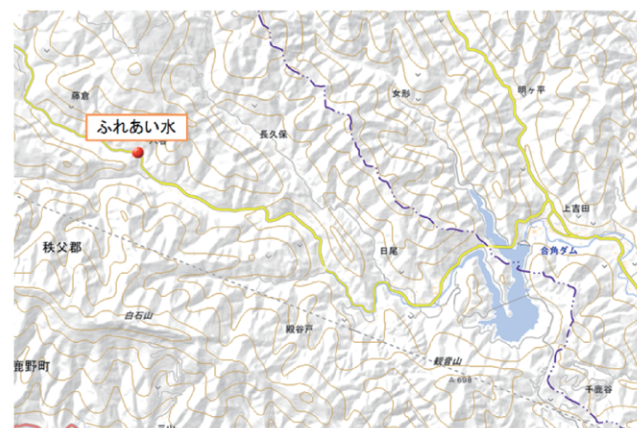 藤倉
ふれあい水
長久保
女形
明ヶ平
上吉田
合角ダム
日尾
秩父郡
白石山
殿谷戸
観音山
698
鹿野町
千鹿谷